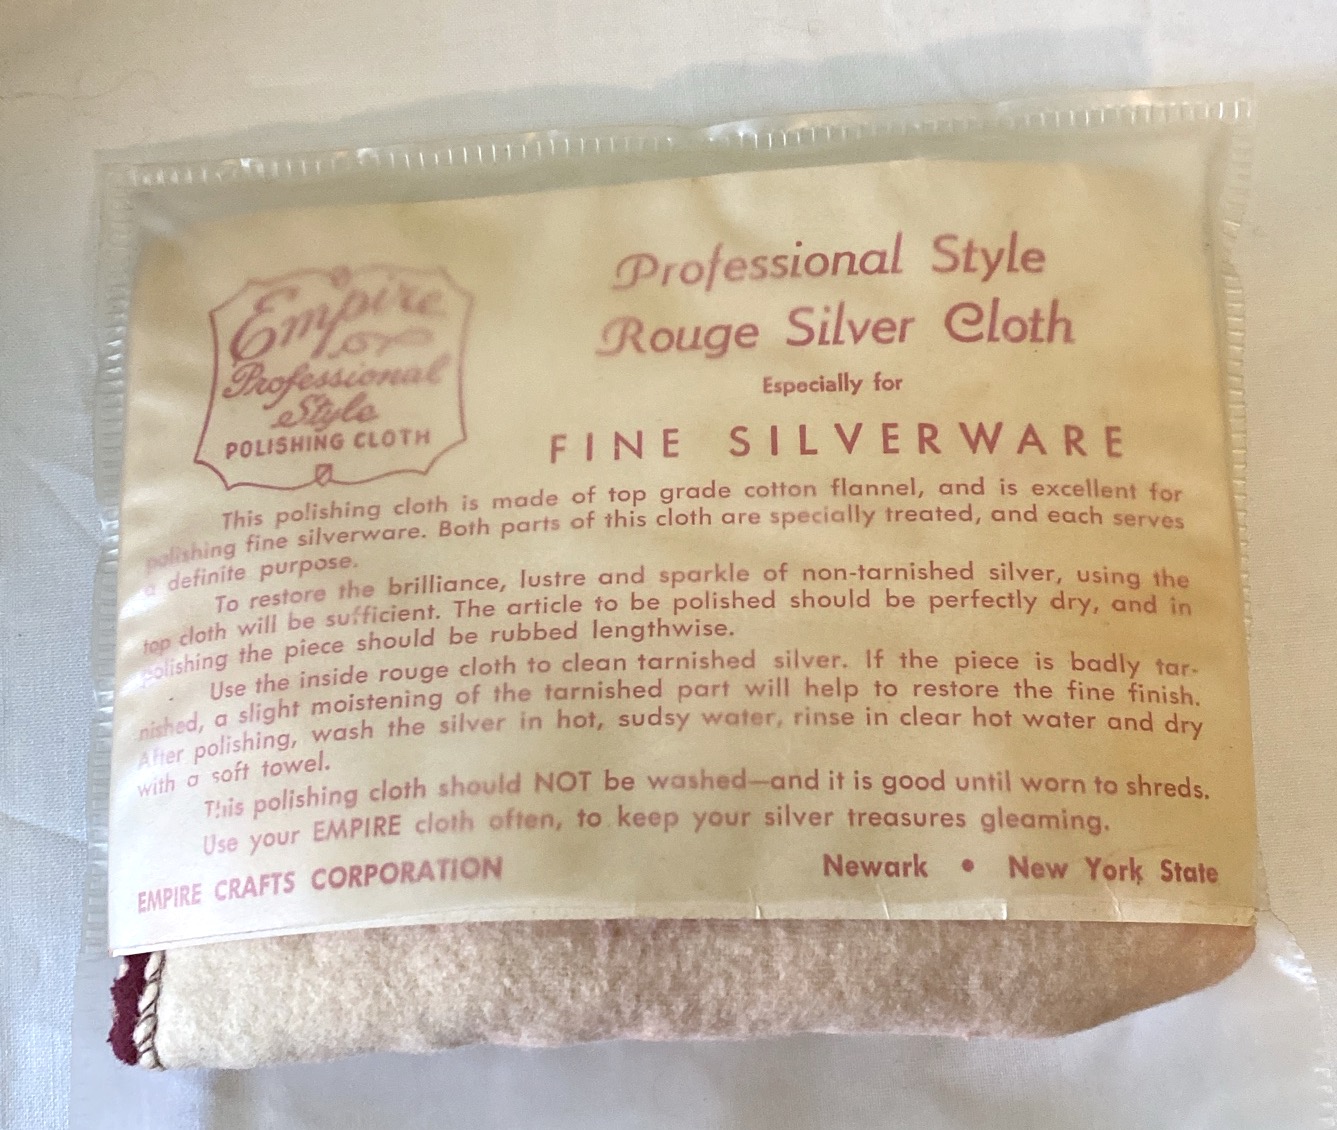 Empire
Professional
Style
POLISHING CLOTH
Professional Style
Rouge Silver Cloth
Especially for
FINE SILVERWARE
This polishing cloth is made of top grade cotton flannel, and is excellent for
polishing fine silverware. Both parts of this cloth are specially treated, and each serves
a definite purpose.
To restore the brilliance, lustre and sparkle of non-tarnished silver, using the
top cloth will be sufficient. The article to be polished should be perfectly dry, and in
polishing the piece should be rubbed lengthwise.
Use the inside rouge cloth to clean tarnished silver. If the piece is badly tar-
nished, a slight moistening of the tarnished part will help to restore the fine finish.
After polishing, wash the silver in hot, sudsy water, rinse in clear hot water and dry
with a soft towel.
This polishing cloth should NOT be washed—and it is good until worn to shreds.
Use your EMPIRE cloth often, to keep your silver treasures gleaming.
EMPIRE CRAFTS CORPORATION
Newark • New York State